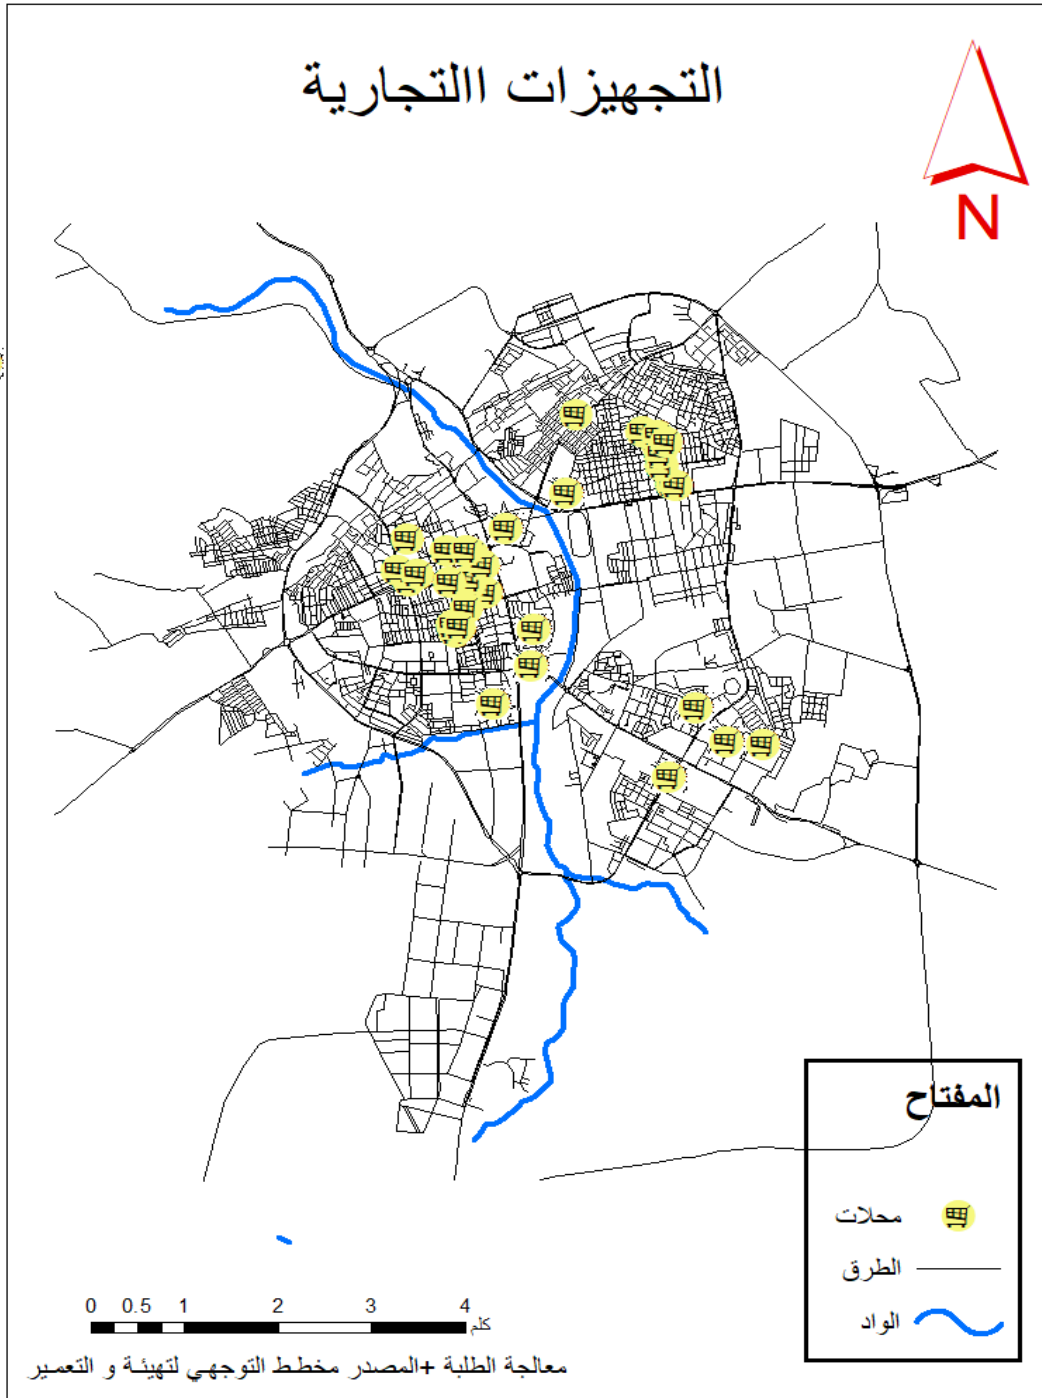 التجهيزات االتجارية
N
المفتاح
محلات
الطرق
الواد
0 0.5 1 2 3 4
كلم
معالجة الطلبة +المصدر مخطط التوجهي لتهيئة و التعمير